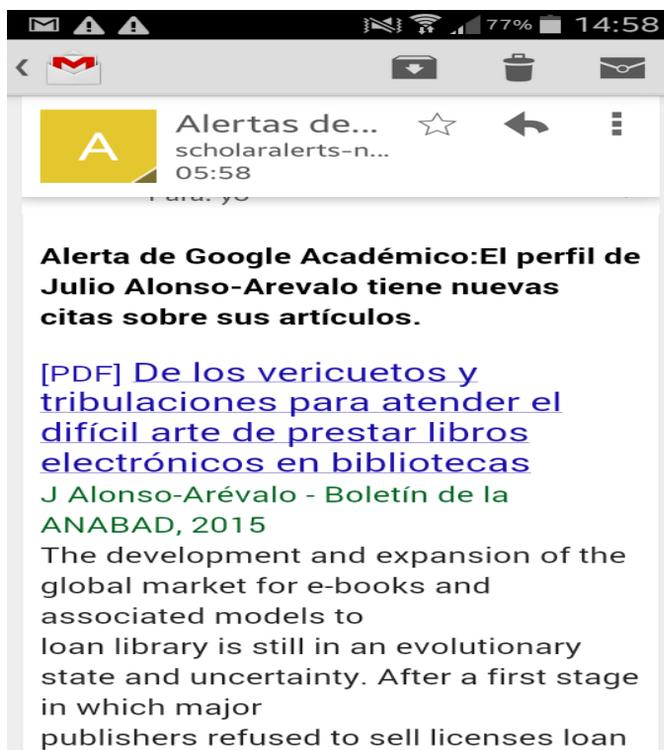 77% 14:58
A
Alertas de...
scholaralerts-n...
05:58
Para: yo
Alerta de Google Académico:El perfil de
Julio Alonso-Arevalo tiene nuevas
citas sobre sus artículos.
[PDF] De los vericuetos y
tribulaciones para atender el
difícil arte de prestar libros
electrónicos en bibliotecas
J Alonso-Arévalo - Boletín de la
ANABAD, 2015
The development and expansion of the
global market for e-books and
associated models to
loan library is still in an evolutionary
state and uncertainty. After a first stage
in which major
publishers refused to sell licenses loan